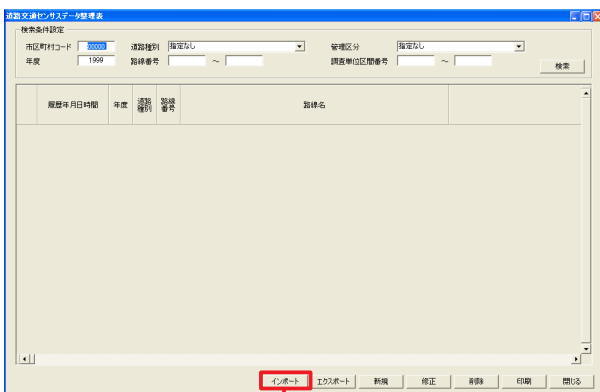 道路交通センサスデータ整理表
検索条件設定
市区町村コード 00000 道路種別 指定なし 管理区分 指定なし
年度 1999 路線番号 ～ 調査単位区間番号 ～
検索
履歴年月日時間 年度 道路種別 路線番号 路線名
インポート エクスポート 新規 修正 削除 印刷 閉じる